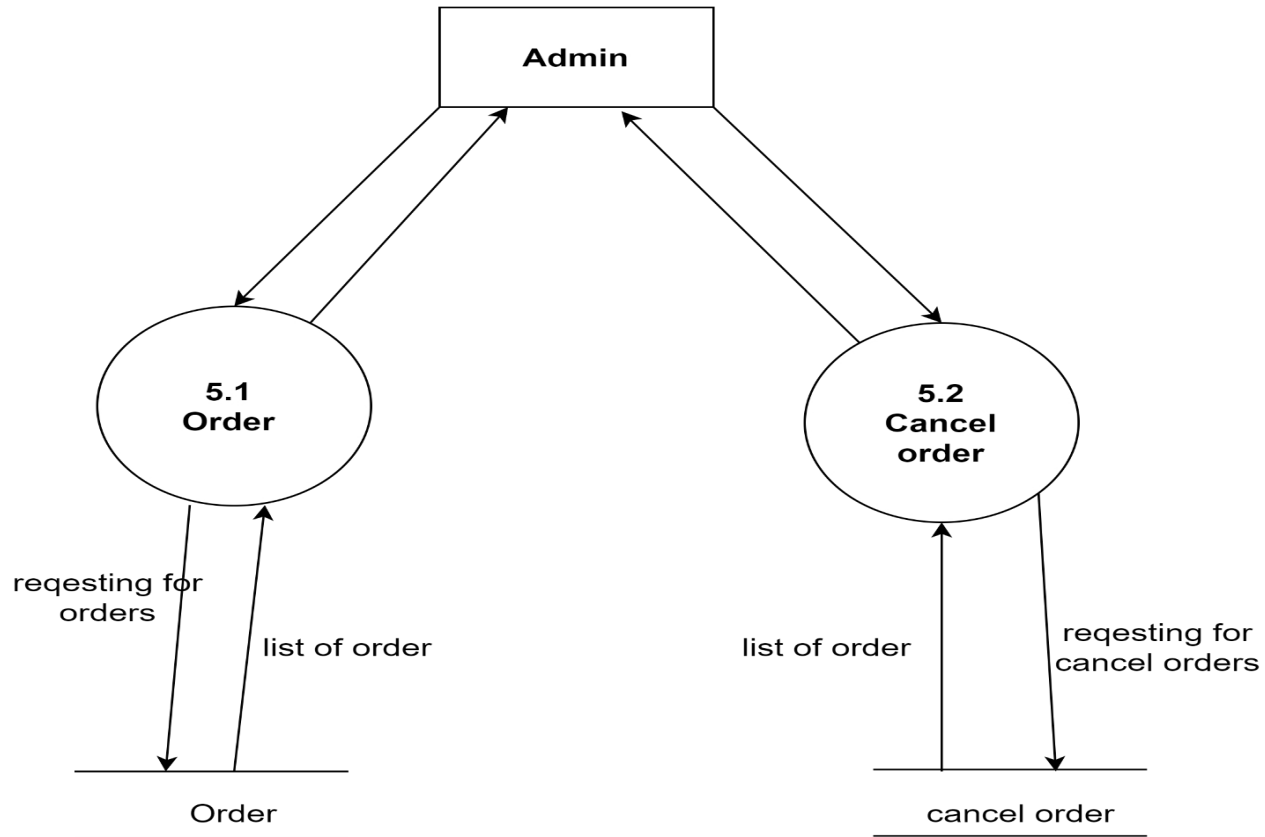 Admin
5.1
Order
5.2
Cancel
order
reqesting for
orders
list of order
list of order
reqesting for
cancel orders
Order
cancel order